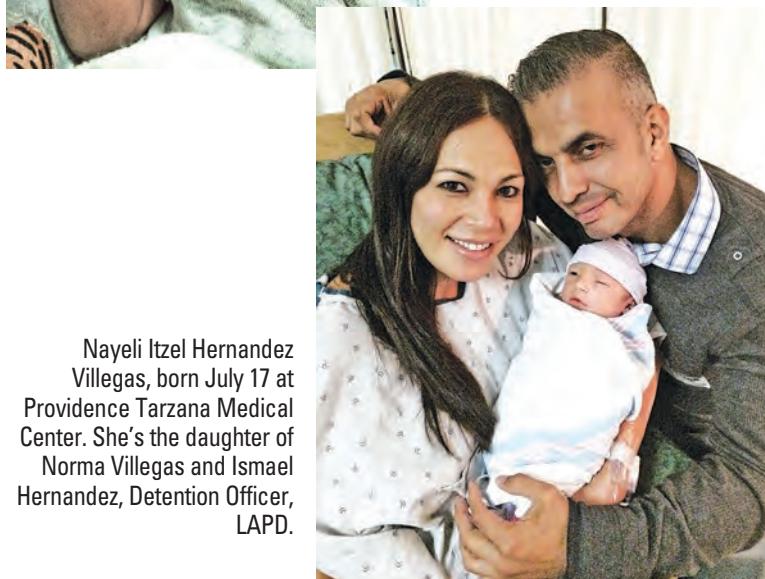 Nayeli Itzel Hernandez
Villegas, born July 17 at
Providence Tarzana Medical
Center. She’s the daughter of
Norma Villegas and Ismael
Hernandez, Detention Officer,
LAPD.